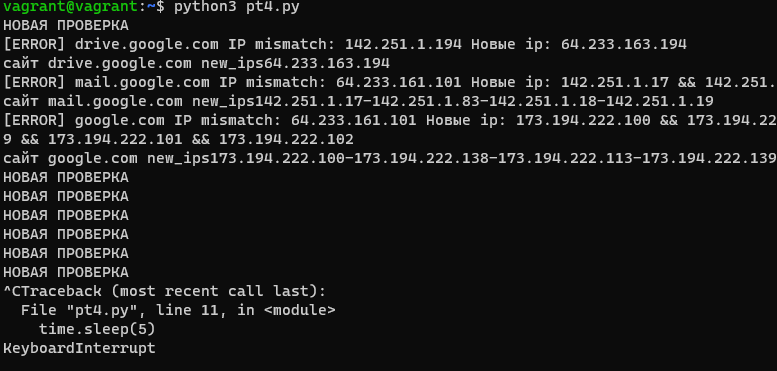 vagrant@vagrant:~$ python3 pt4.py
НОВАЯ ПРОВЕРКА
[ERROR] drive.google.com IP mismatch: 142.251.1.194 Новые ip: 64.233.163.194
сайт drive.google.com new_ips64.233.163.194
[ERROR] mail.google.com IP mismatch: 64.233.161.101 Новые ip: 142.251.1.17 && 142.251.
сайт mail.google.com new_ips142.251.1.17-142.251.1.83-142.251.1.18-142.251.1.19
[ERROR] google.com IP mismatch: 64.233.161.101 Новые ip: 173.194.222.100 && 173.194.22
9 && 173.194.222.101 && 173.194.222.102
сайт google.com new_ips173.194.222.100-173.194.222.138-173.194.222.113-173.194.222.139
НОВАЯ ПРОВЕРКА
НОВАЯ ПРОВЕРКА
НОВАЯ ПРОВЕРКА
НОВАЯ ПРОВЕРКА
НОВАЯ ПРОВЕРКА
НОВАЯ ПРОВЕРКА
^CTraceback (most recent call last):
  File "pt4.py", line 11, in <module>
    time.sleep(5)
KeyboardInterrupt